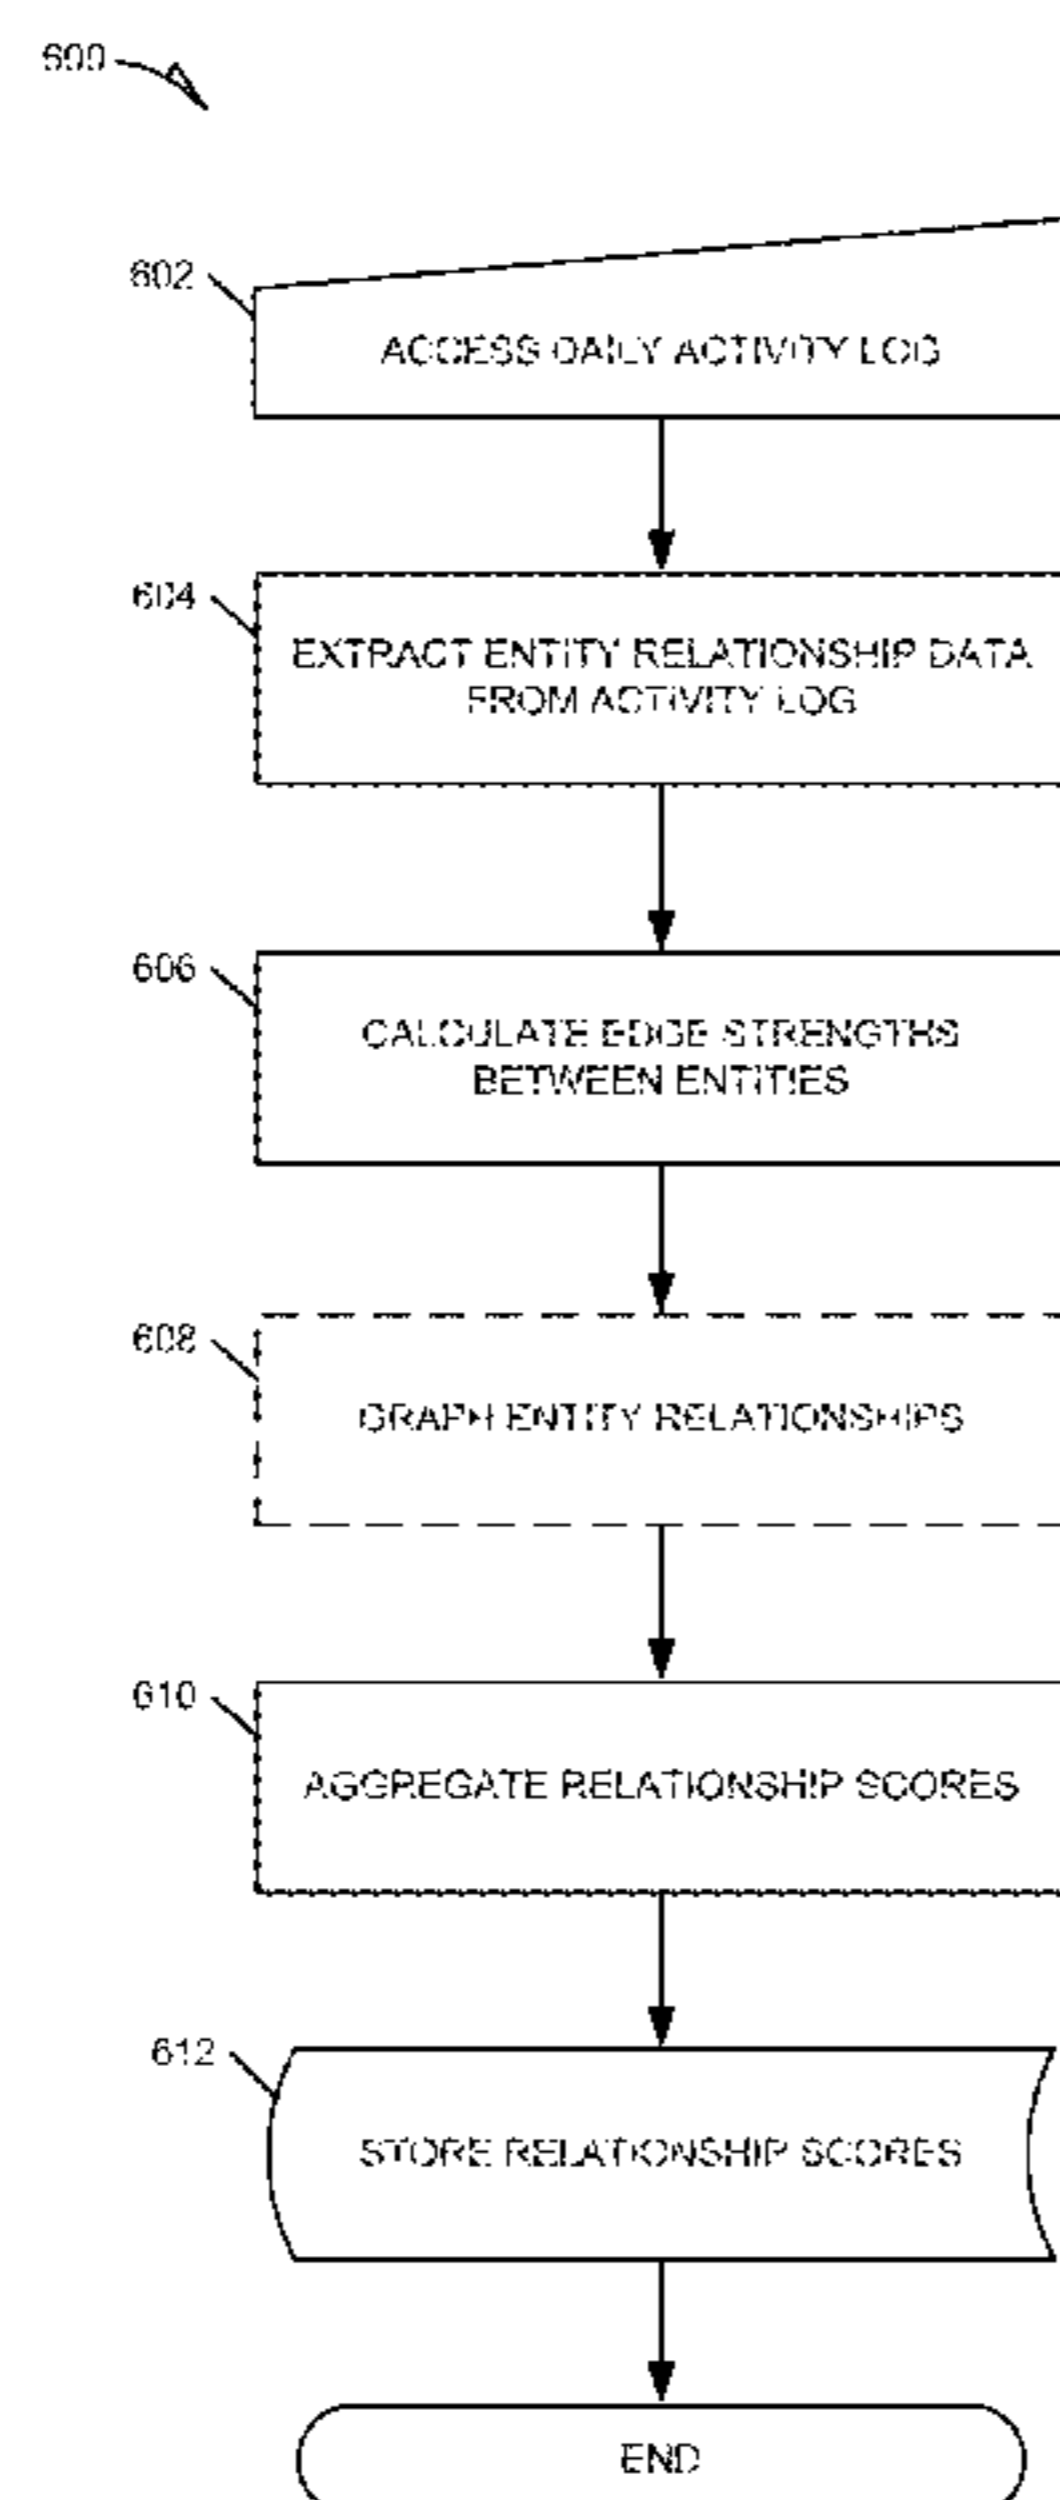 600
602
ACCESS DAILY ACTIVITY LOG
604
EXTRACT ENTITY RELATIONSHIP DATA
FROM ACTIVITY LOG
606
CALCULATE EDGE STRENGTHS
BETWEEN ENTITIES
608
GRAPH ENTITY RELATIONSHIPS
610
AGGREGATE RELATIONSHIP SCORES
612
STORE RELATIONSHIP SCORES
END